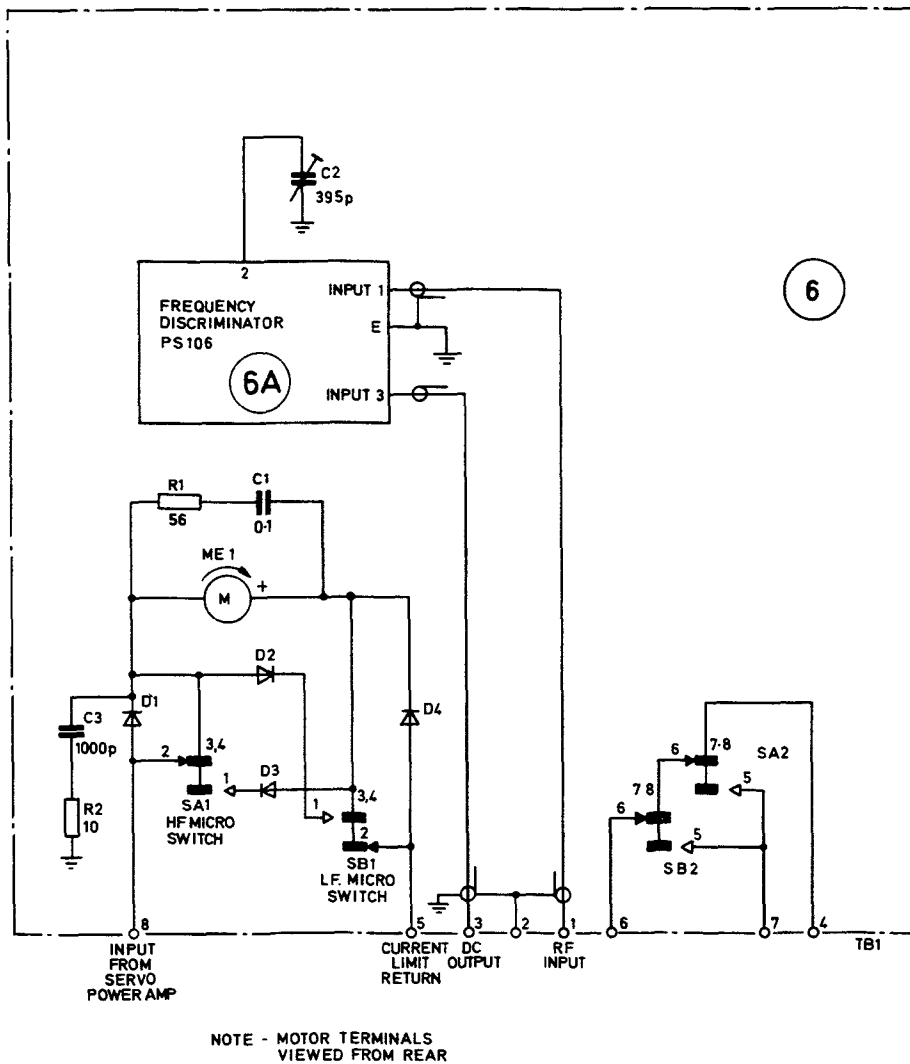 C2
395p
2
INPUT 1
FREQUENCY
DISCRIMINATOR
PS106
E
6
6A
INPUT 3
R1
56
C1
0·1
ME 1
M
+
D2
D1
D4
C3
1000p
2
3,4
D3
1
SA1
HF MICRO
SWITCH
R2
10
1
3,4
2
SB1
L.F. MICRO
SWITCH
6
7·8
SA2
5
7 8
6
5
SB2
8
5
3
2
1
6
7
4
TB1
INPUT
FROM
SERVO
POWER AMP
CURRENT
LIMIT
RETURN
DC
OUTPUT
RF
INPUT
NOTE - MOTOR TERMINALS
VIEWED FROM REAR